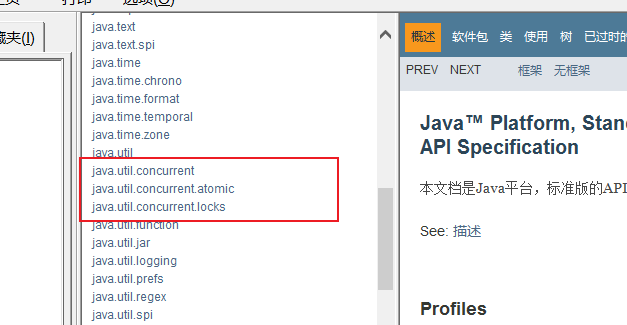 打印
选项(O)
藏夹(I)
java.text
java.text.spi
java.time
java.time.chrono
java.time.format
java.time.temporal
java.time.zone
java.util
java.util.concurrent
java.util.concurrent.atomic
java.util.concurrent.locks
java.util.function
java.util.jar
java.util.logging
java.util.prefs
java.util.regex
java.util.spi
概述 软件包 类 使用 树 已过时的
PREV NEXT 框架 无框架
Java™ Platform, Stan
API Specification
本文档是Java平台，标准版的API
See: 描述
Profiles